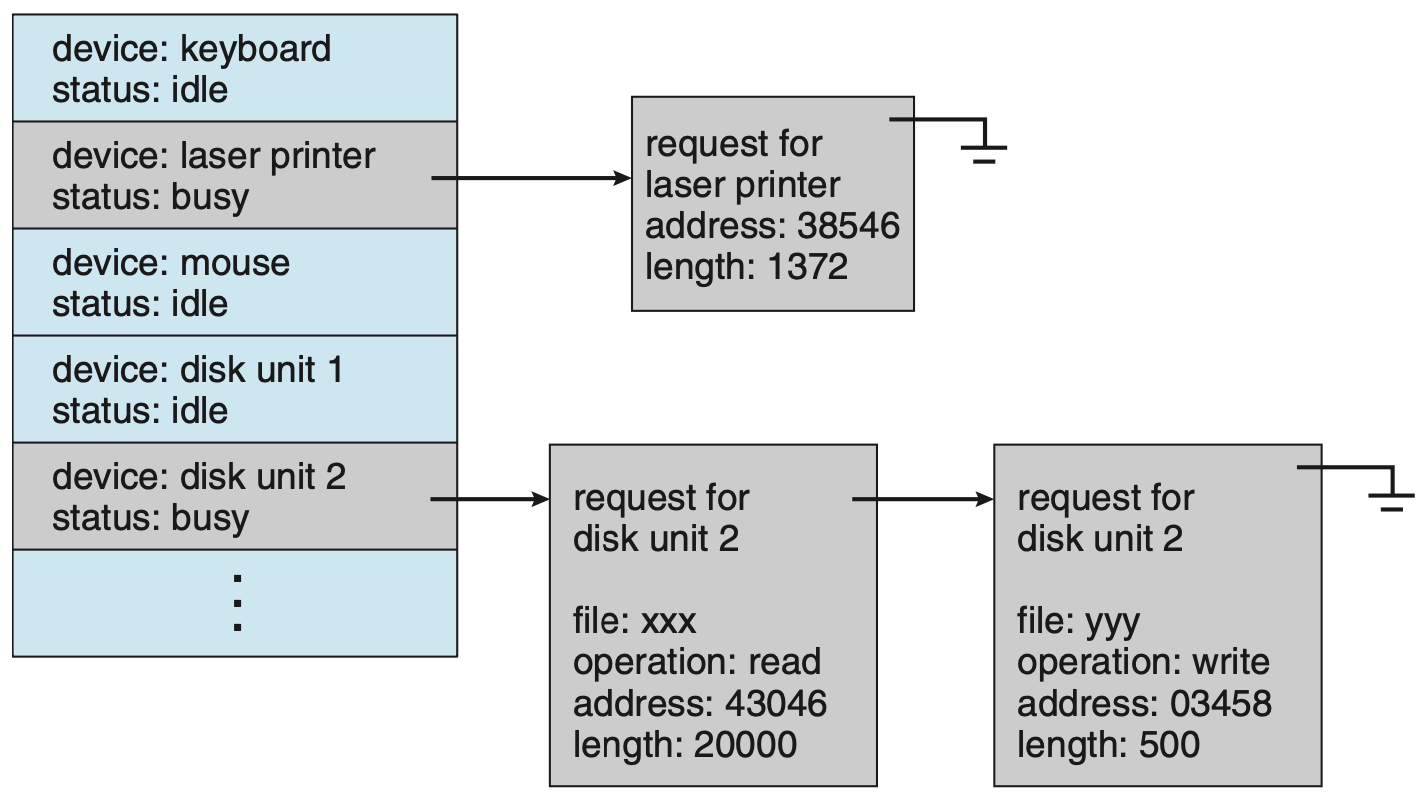 device: keyboard
status: idle
device: laser printer
status: busy
device: mouse
status: idle
device: disk unit 1
status: idle
device: disk unit 2
status: busy
request for
laser printer
address: 38546
length: 1372
request for
disk unit 2
file: xxx
operation: read
address: 43046
length: 20000
request for
disk unit 2
file: yyy
operation: write
address: 03458
length: 500